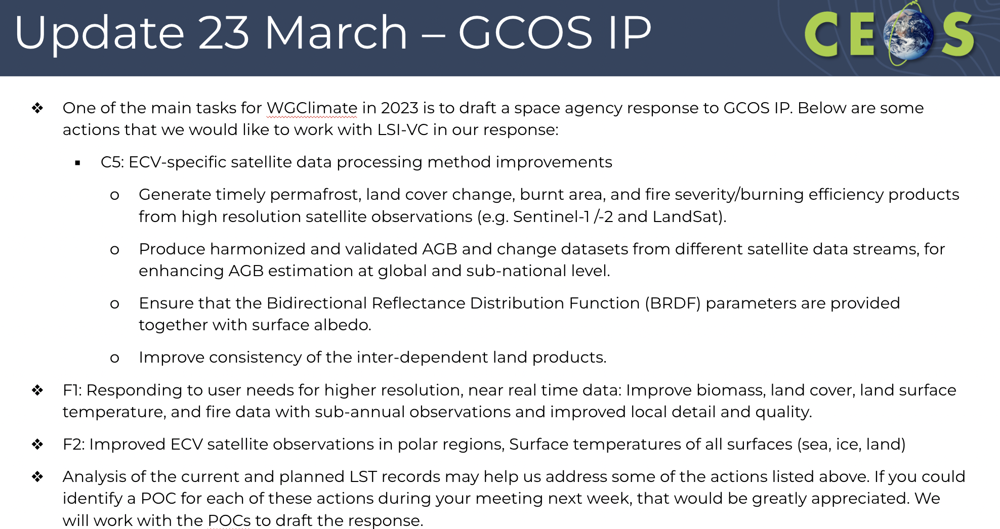 Update 23 March – GCOS IP
CEOS
❖ One of the main tasks for WGClimate in 2023 is to draft a space agency response to GCOS IP. Below are some
actions that we would like to work with LSI-VC in our response:
▪ C5: ECV-specific satellite data processing method improvements
o Generate timely permafrost, land cover change, burnt area, and fire severity/burning efficiency products
from high resolution satellite observations (e.g. Sentinel-1 /-2 and LandSat).
o Produce harmonized and validated AGB and change datasets from different satellite data streams, for
enhancing AGB estimation at global and sub-national level.
o Ensure that the Bidirectional Reflectance Distribution Function (BRDF) parameters are provided
together with surface albedo.
o Improve consistency of the inter-dependent land products.
❖ F1: Responding to user needs for higher resolution, near real time data: Improve biomass, land cover, land surface
temperature, and fire data with sub-annual observations and improved local detail and quality.
❖ F2: Improved ECV satellite observations in polar regions, Surface temperatures of all surfaces (sea, ice, land)
❖ Analysis of the current and planned LST records may help us address some of the actions listed above. If you could
identify a POC for each of these actions during your meeting next week, that would be greatly appreciated. We
will work with the POCs to draft the response.